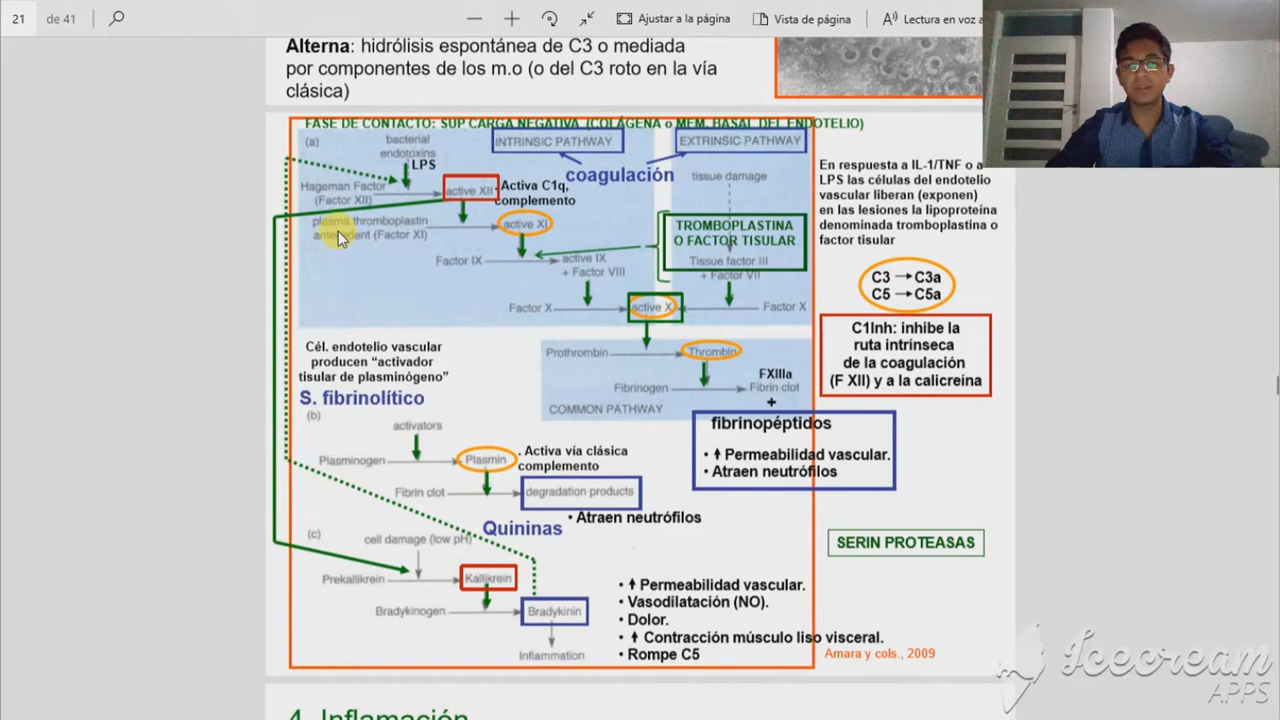 21 de 41
Ajustar a la página
Vista de página
Lectura en voz a
Alterna: hidrólisis espontánea de C3 o mediada
por componentes de los m.o (o del C3 roto en la vía
clásica)
FASE DE CONTACTO: SUP CARGA NEGATIVA (COLÁGENA o MEM. BASAL DEL ENDOTELIO)
(a)
bacterial
endotoxins
LPS
INTRINSIC PATHWAY
EXTRINSIC PATHWAY
coagulación
tissue damage
Hageman Factor
(Factor XII)
active XII
. Activa C1q,
complemento
plasma thromboplastin
antecedent (Factor XI)
active XI
TROMBOPLASTINA
O FACTOR TISULAR
Factor IX
active IX
+ Factor VIII
Tissue factor iii
+ Factor VII
Factor X
active X
Factor X
Prothrombin
Thrombin
FXIIIa
Fibrinogen
Fibrin clot
+
COMMON PATHWAY
fibrinopéptidos
• Permeabilidad vascular.
• Atraen neutrófilos
En respuesta a IL-1/TNF o a
LPS las células del endotelio
vascular liberan (exponen)
en las lesiones la lipoproteína
denominada tromboplastina o
factor tisular
C3 → C3a
C5 → C5a
C1Inh: inhibe la
ruta intrínseca
de la coagulación
(F XII) y a la calicreína
Cél. endotelio vascular
producen “activador
tisular de plasminógeno”
S. fibrinolítico
(b)
activators
Plasminogen
Plasmin
. Activa vía clásica
complemento
Fibrin clot
degradation products
• Atraen neutrófilos
Quininas
(c)
cell damage (low pH)
Prekallikrein
Kallikrein
Bradykinogen
Bradykinin
Inflammation
• Permeabilidad vascular.
• Vasodilatación (NO).
• Dolor.
• Contracción músculo liso visceral.
• Rompe C5
SERIN PROTEASAS
Amara y cols., 2009
Icecream
APPS
4. Inflamación